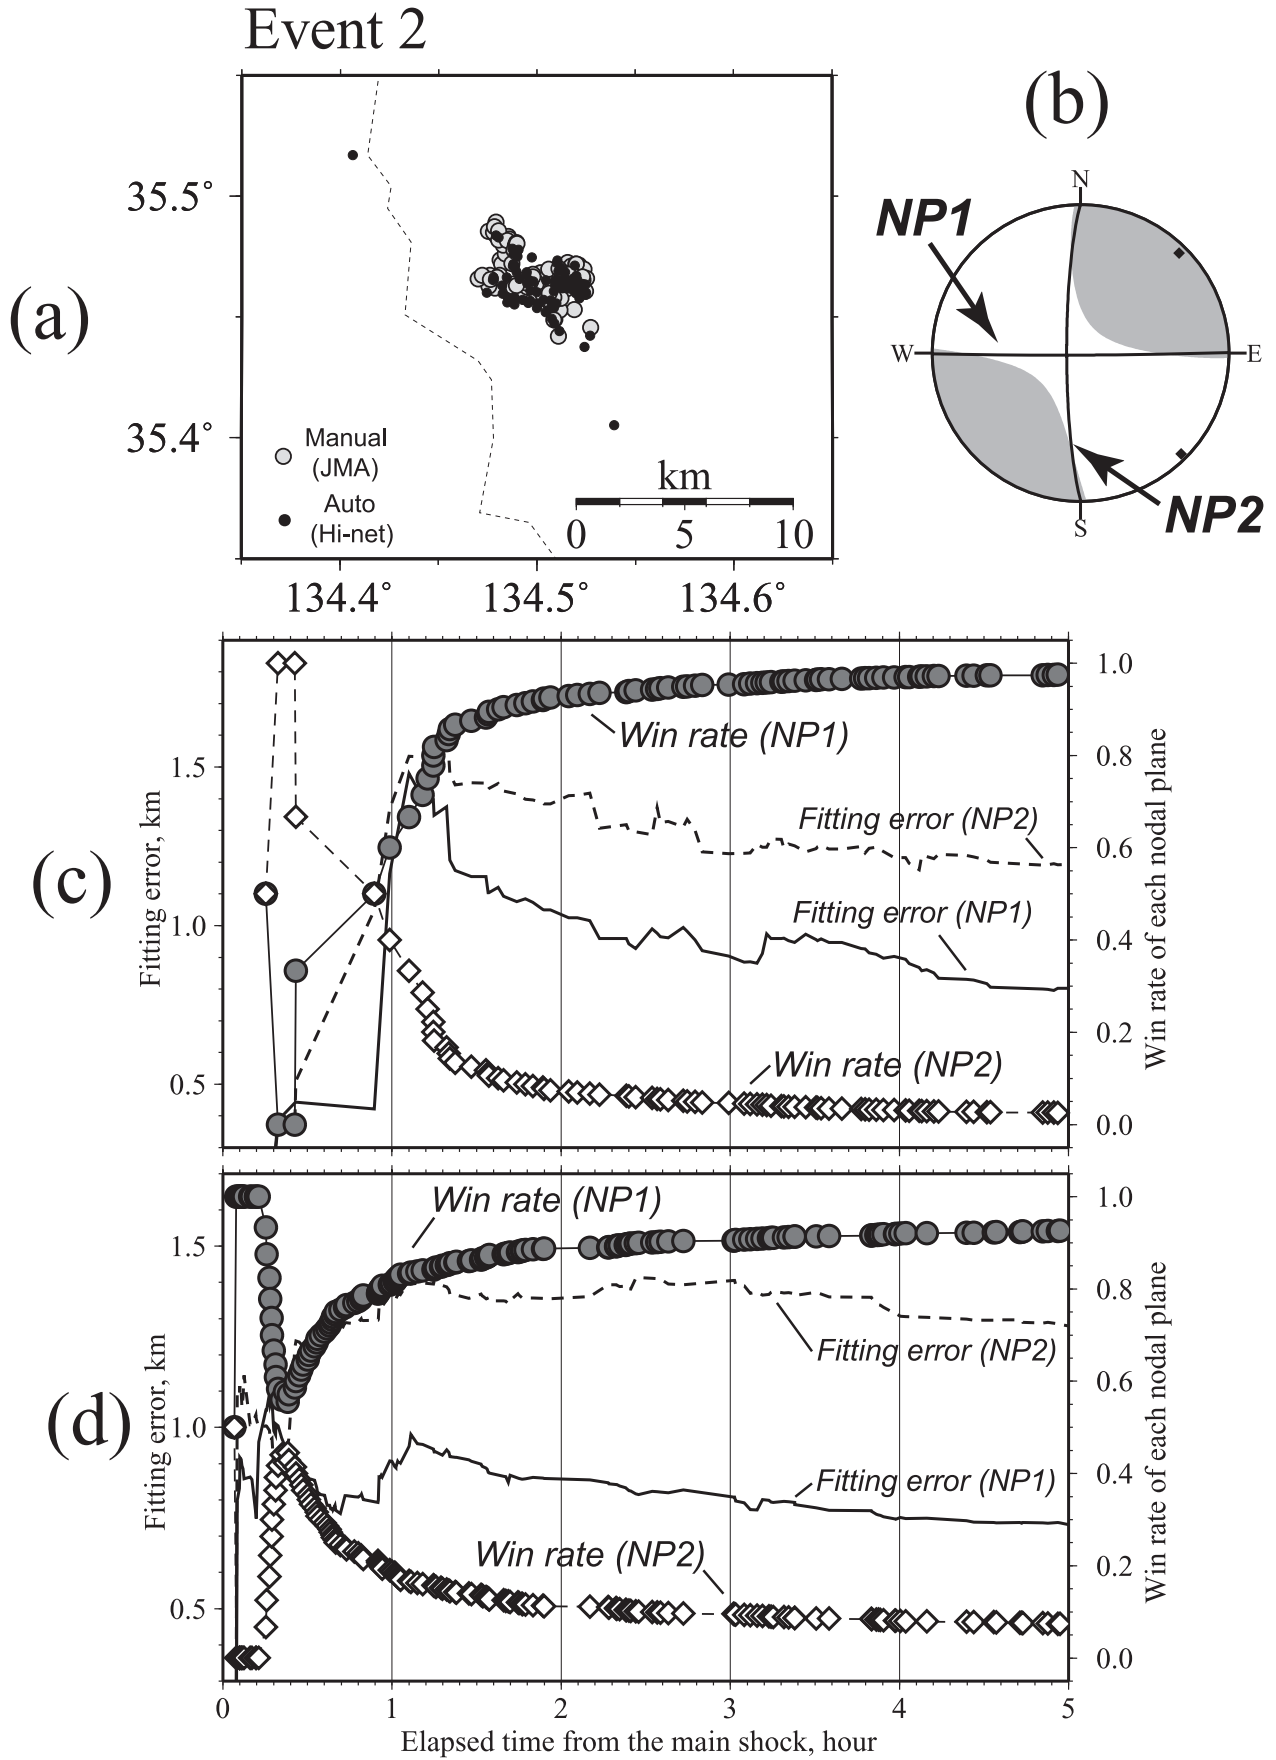 Event 2
(a)
35.5°
35.4°
Manual
(JMA)
Auto
(Hi-net)
km
0 5 10
134.4° 134.5° 134.6°
(b)
N
NP1
W E
NP2
S
(c)
Fitting error, km
1.5
1.0
0.5
Win rate (NP1)
Fitting error (NP2)
Fitting error (NP1)
Win rate (NP2)
1.0
0.8
0.6
0.4
0.2
0.0
Win rate of each nodal plane
(d)
Fitting error, km
1.5
1.0
0.5
Win rate (NP1)
Fitting error (NP2)
Fitting error (NP1)
Win rate (NP2)
1.0
0.8
0.6
0.4
0.2
0.0
Win rate of each nodal plane
0 1 2 3 4 5
Elapsed time from the main shock, hour